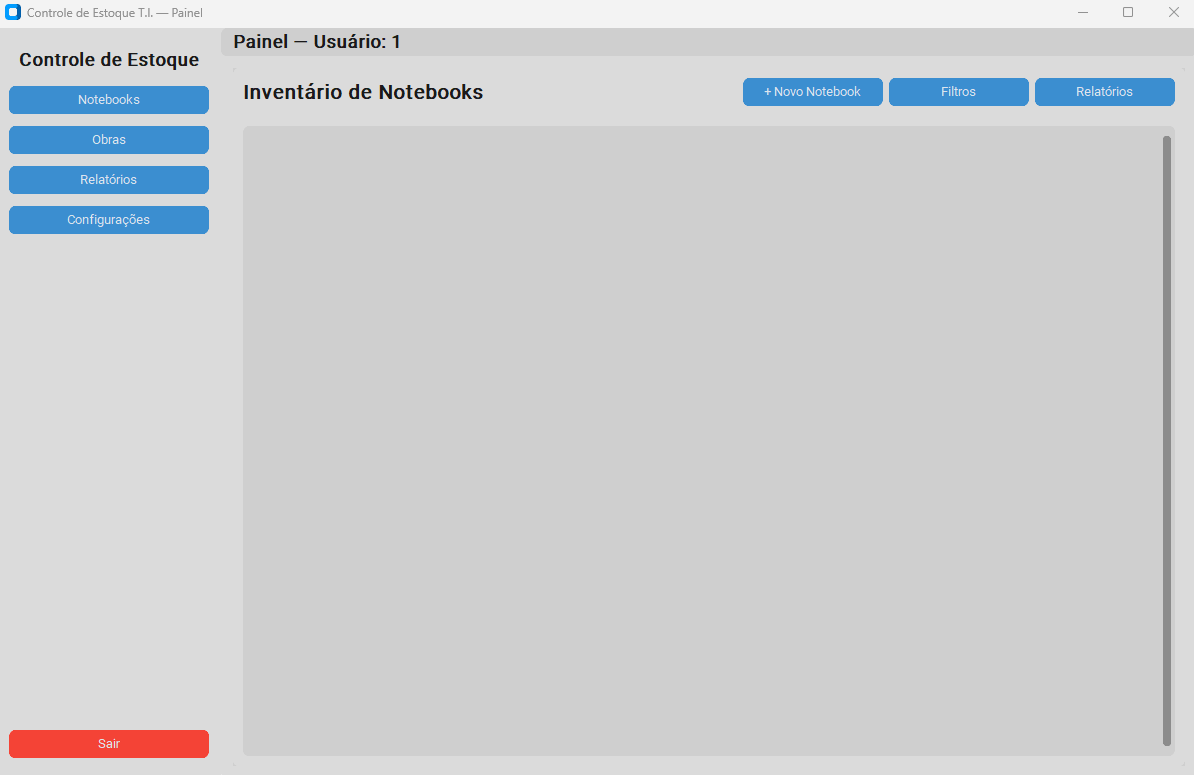 Controle de Estoque T.I. — Painel
Controle de Estoque
Notebooks
Obras
Relatórios
Configurações
Sair
Painel — Usuário: 1
Inventário de Notebooks
+ Novo Notebook
Filtros
Relatórios